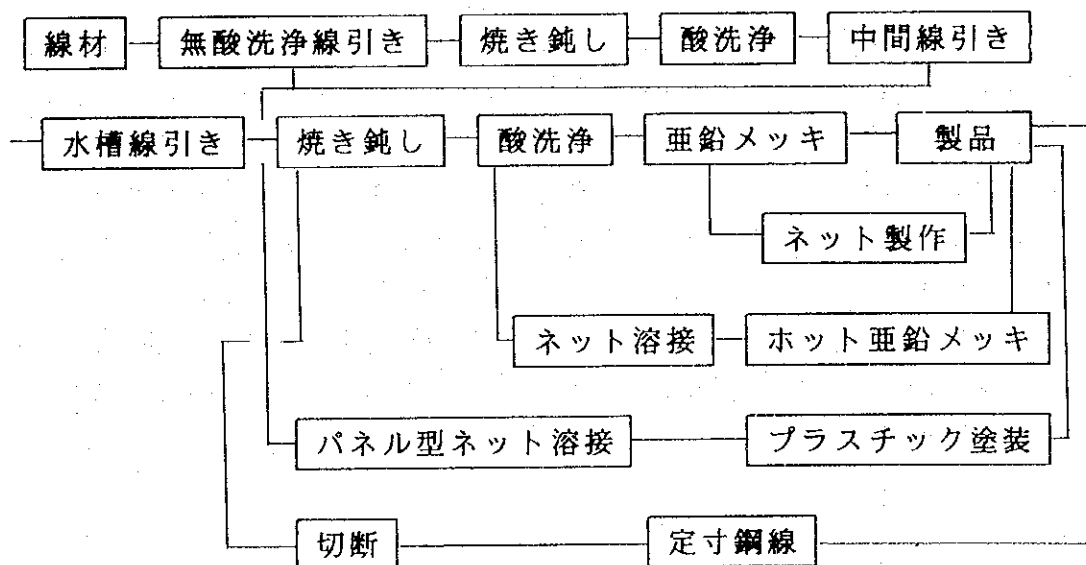 線材 無酸洗浄線引き 焼き鈍し 酸洗浄 中間線引き
水槽線引き 焼き鈍し 酸洗浄 亜鉛メッキ 製品
ネット製作
ネット溶接 ホット亜鉛メッキ
パネル型ネット溶接 プラスチック塗装
切断 定寸鋼線